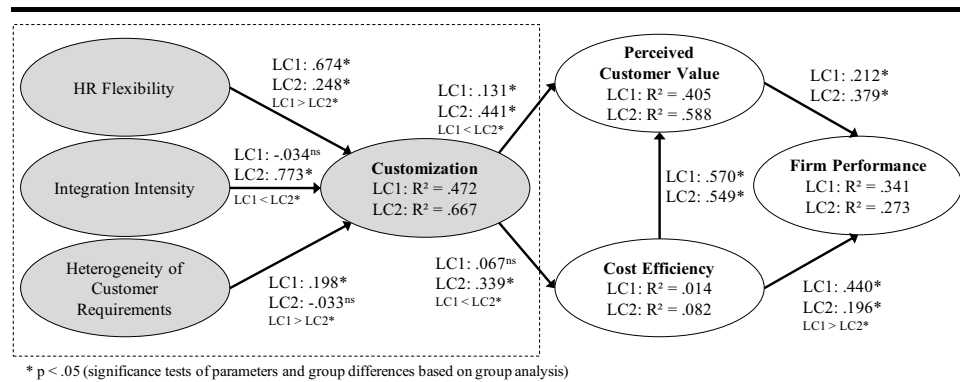 HR Flexibility
LC1: .674*
LC2: .248*
LC1 > LC2*
Integration Intensity
LC1: -.034ns
LC2: .773*
LC1 < LC2*
Heterogeneity of
Customer
Requirements
LC1: .198*
LC2: -.033ns
LC1 > LC2*
Customization
LC1: R² = .472
LC2: R² = .667
LC1: .131*
LC2: .441*
LC1 < LC2*
LC1: .067ns
LC2: .339*
LC1 < LC2*
Perceived
Customer Value
LC1: R² = .405
LC2: R² = .588
LC1: .570*
LC2: .549*
Cost Efficiency
LC1: R² = .014
LC2: R² = .082
LC1: .212*
LC2: .379*
Firm Performance
LC1: R² = .341
LC2: R² = .273
LC1: .440*
LC2: .196*
LC1 > LC2*
* p < .05 (significance tests of parameters and group differences based on group analysis)